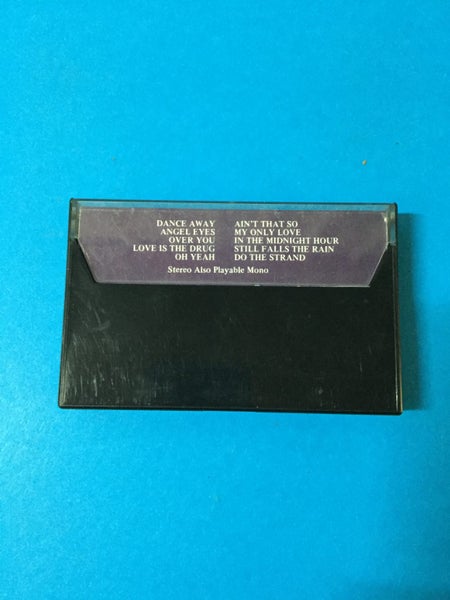 DANCE AWAY
ANGEL EYES
OVER YOU
LOVE IS THE DRUG
OH YEAH
AIN'T THAT SO
MY ONLY LOVE
IN THE MIDNIGHT HOUR
STILL FALLS THE RAIN
DO THE STRAND
Stereo Also Playable Mono